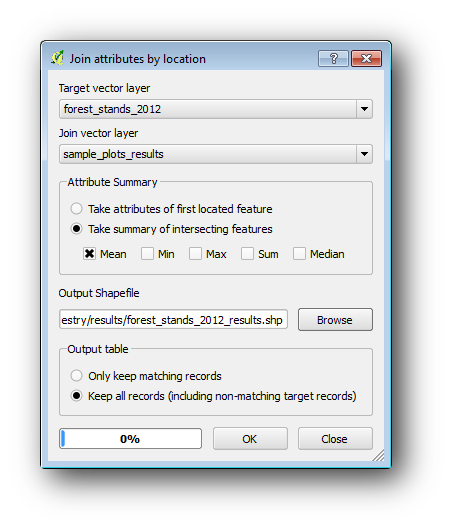 Join attributes by location
Target vector layer
forest_stands_2012
Join vector layer
sample_plots_results
Attribute Summary
Take attributes of first located feature
Take summary of intersecting features
Mean Min Max Sum Median
Output Shapefile
estry/results/forest_stands_2012_results.shp Browse
Output table
Only keep matching records
Keep all records (including non-matching target records)
0% OK Close